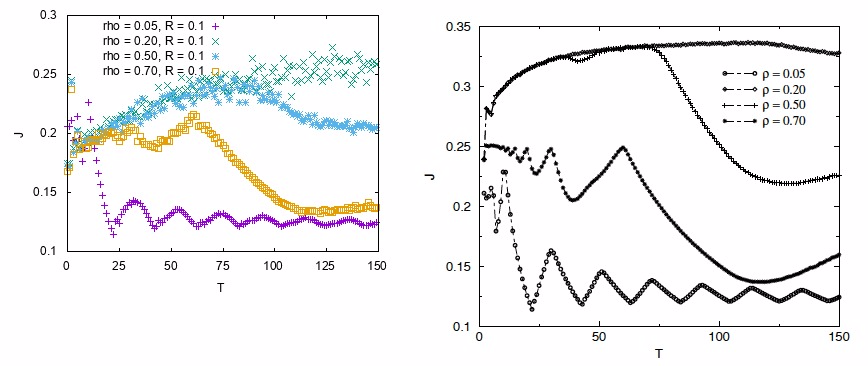 0.3
0.25
0.2
0.15
0.1
J
rho = 0.05, R = 0.1
rho = 0.20, R = 0.1
rho = 0.50, R = 0.1
rho = 0.70, R = 0.1
0 25 50 75 100 125 150
T
0.35
0.3
0.25
0.2
0.15
0.1
J
ρ = 0.05
ρ = 0.20
ρ = 0.50
ρ = 0.70
0 50 100 150
T